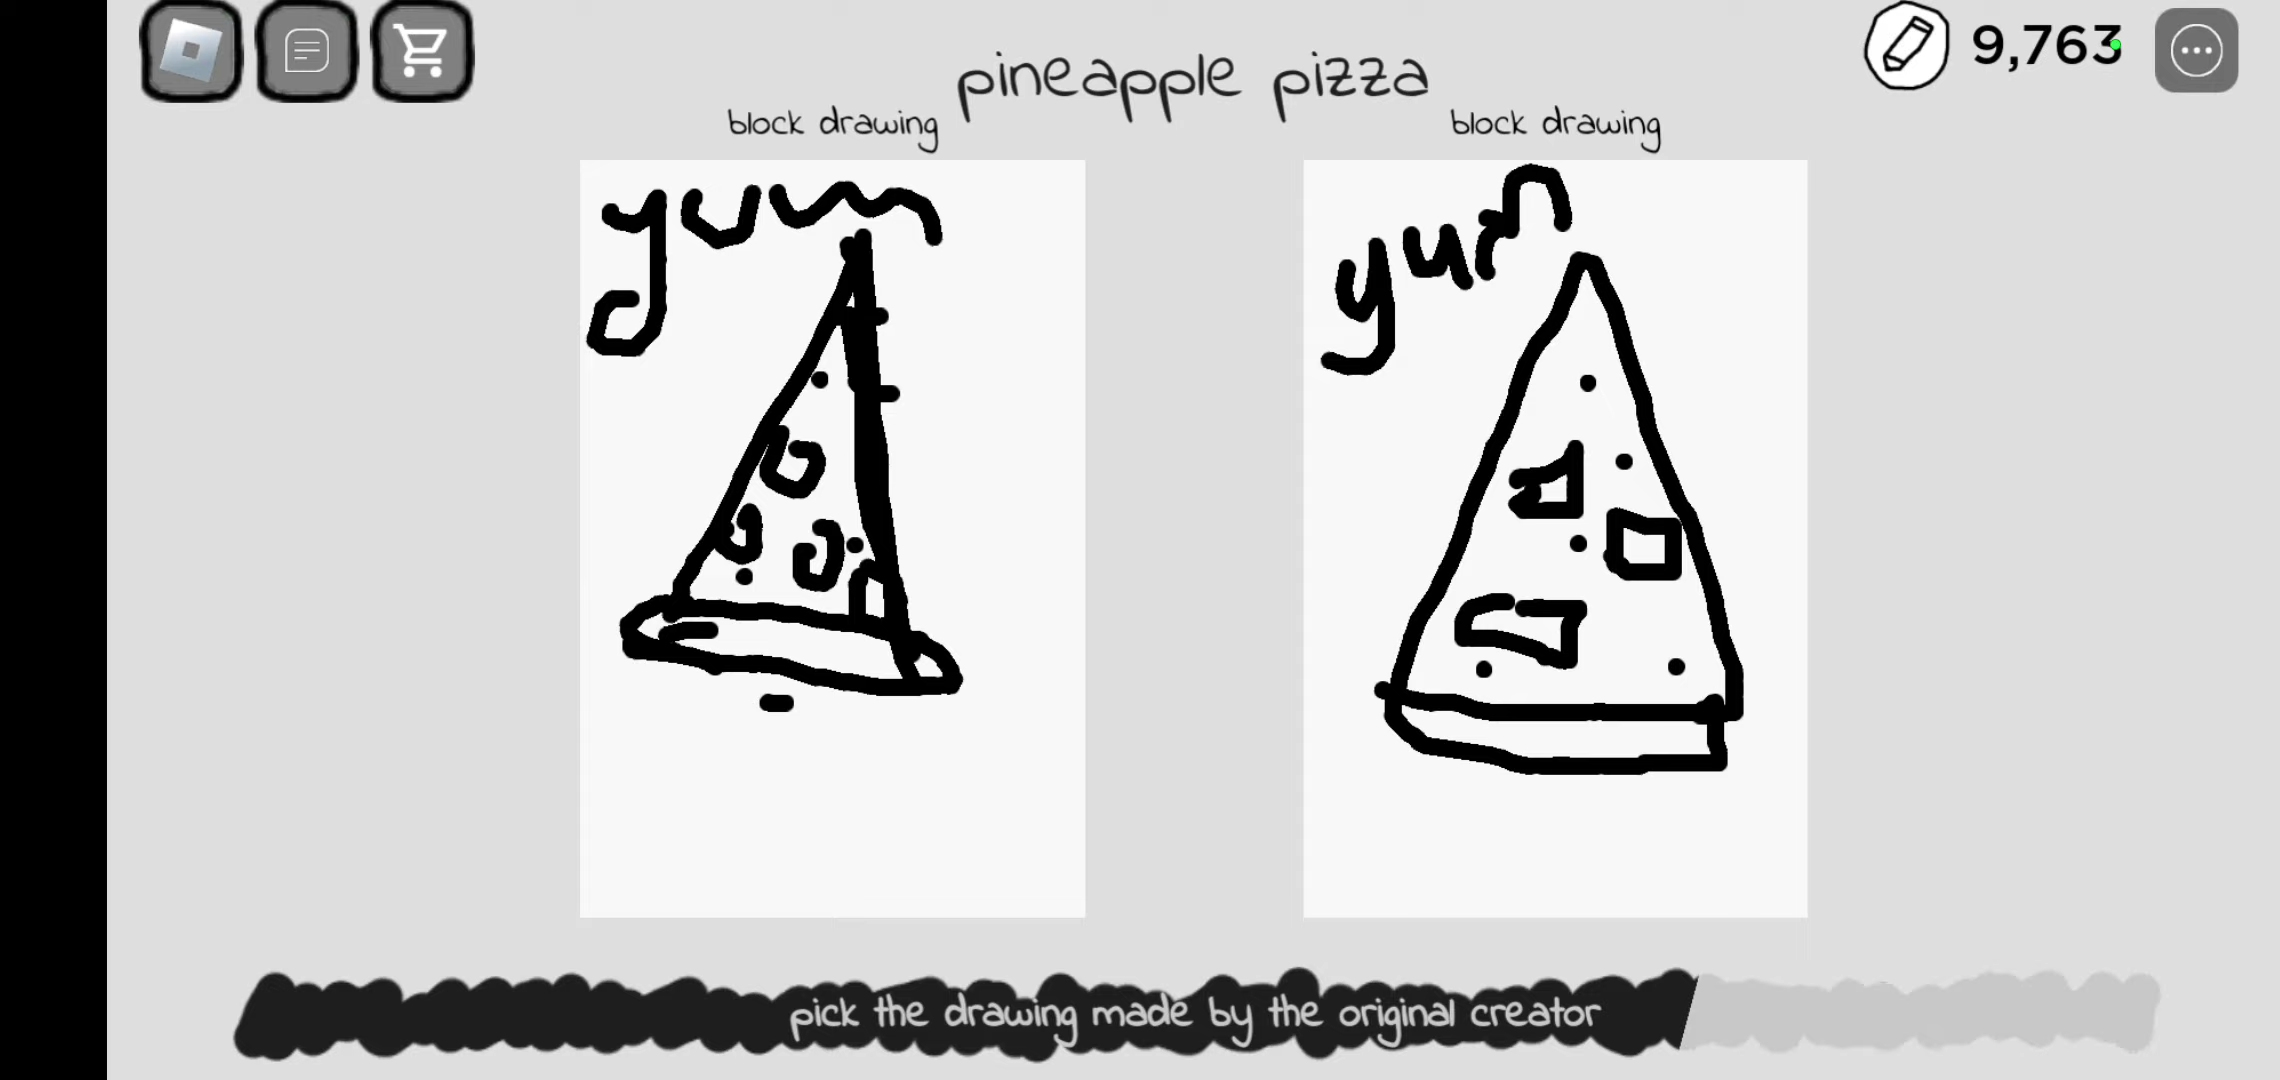 9,763
pineapple pizza
block drawing
block drawing
yum
yum
pick the drawing made by the original creator